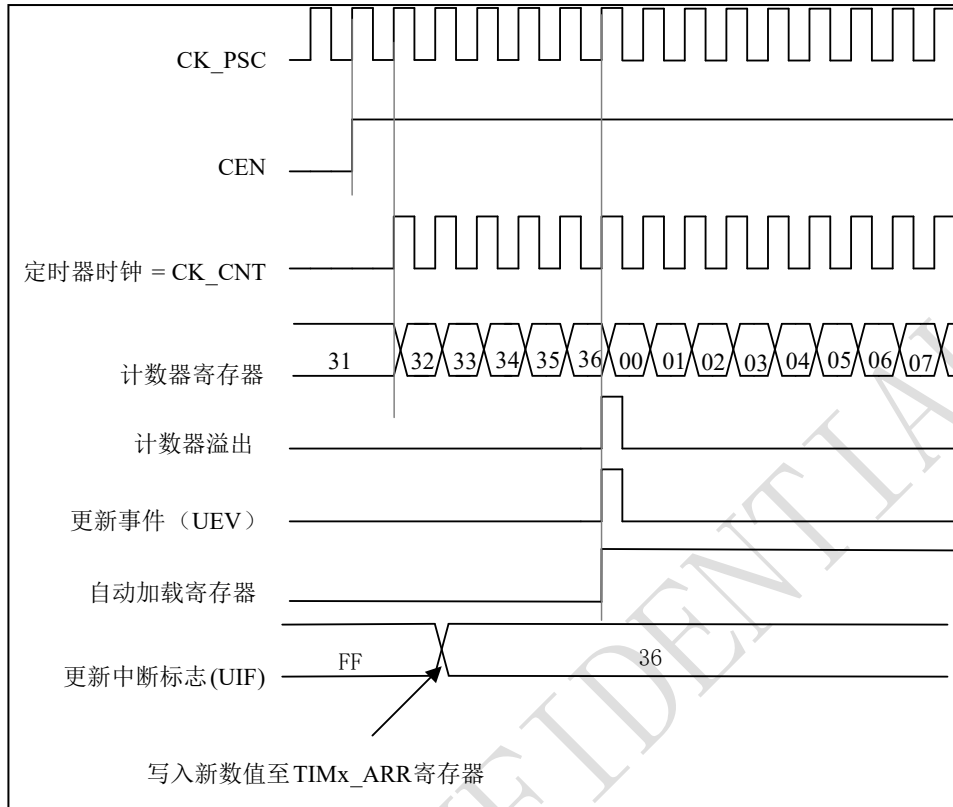 CK_PSC
CEN
定时器时钟 = CK_CNT
计数器寄存器
31 32 33 34 35 36 00 01 02 03 04 05 06 07
计数器溢出
更新事件（UEV）
自动加载寄存器
更新中断标志(UIF)
FF 36
写入新数值至TIMx_ARR寄存器
FIDENTIA